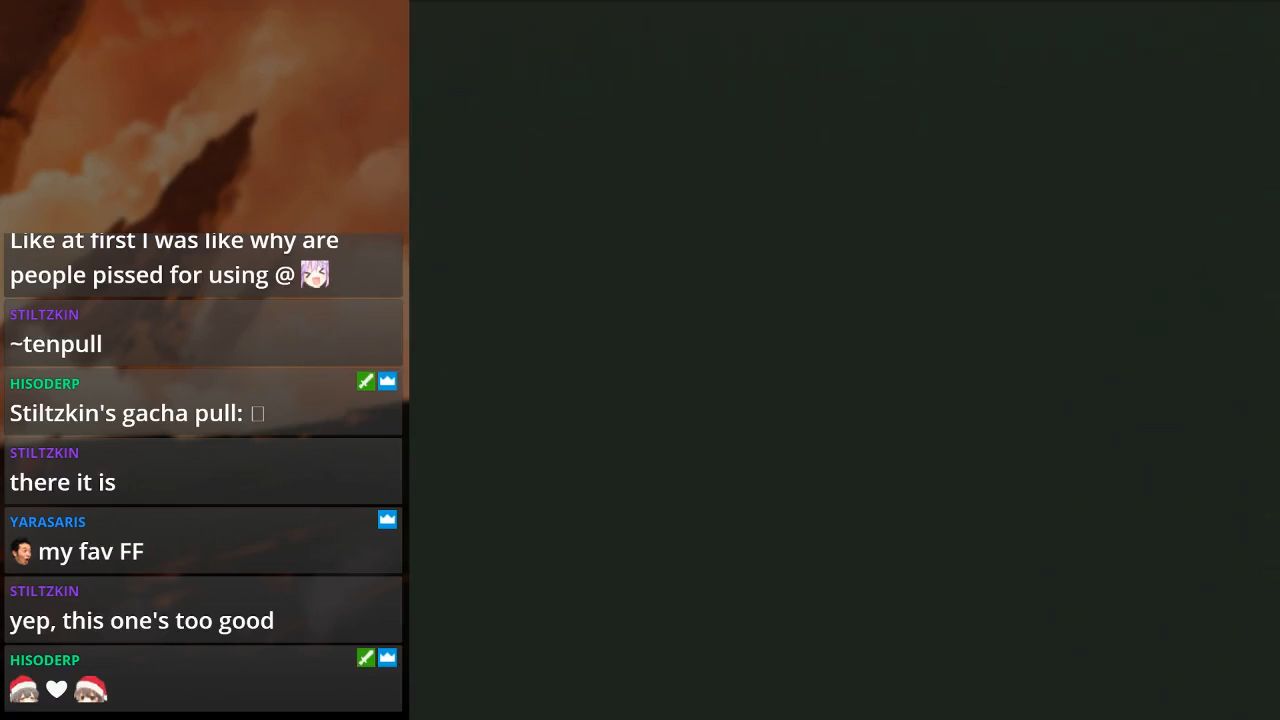 Like at first I was like why are
people pissed for using @
STILTZKIN
~tenpull
HISODERP
Stiltzkin's gacha pull:
STILTZKIN
there it is
YARASARIS
my fav FF
STILTZKIN
yep, this one's too good
HISODERP